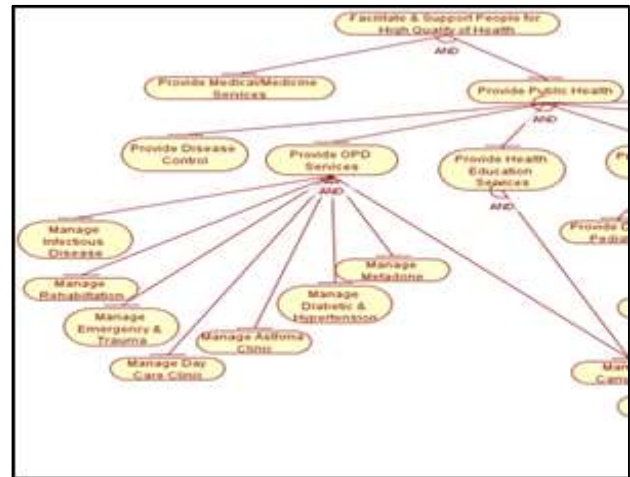 Facilitate & Support People for
High Quality of Health
AND
Provide Medical/Medicine
Services
Provide Public Health
AND
Provide Disease
Control
Provide OPD
Services
Provide Health
Education
Services
AND
AND
Manage
Infectious
Disease
Provide
Manage
Rehabiltation
Manage
Metadone
Manage
Emergency &
Trauma
Manage
Diabetic &
Hypertension
Manage Asthma
Clinic
Manage Day
Care Clinic